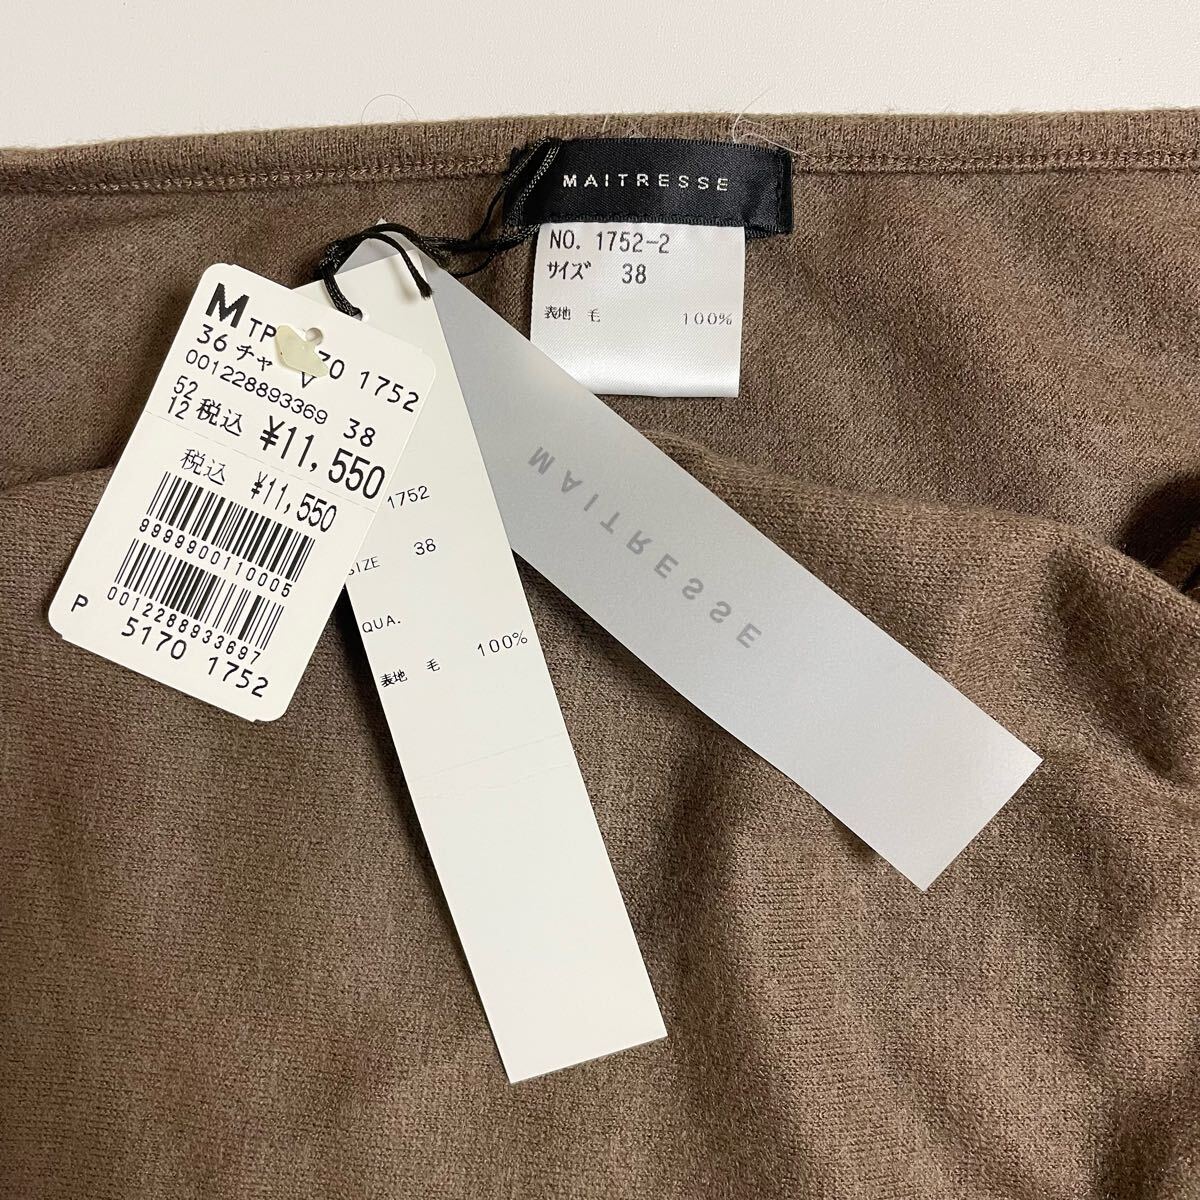 MAITRESSE
NO. 1752-2
サイズ 38
表地 毛 100%
M TP 70 1752
36 チャ V
001228893369 38
52
12 税込 ¥11,550
税込 ¥11,550
9999900110005
0012288933697
P 5170 1752
1752
SIZE 38
QUA.
表地 毛 100%
MAITRESSE